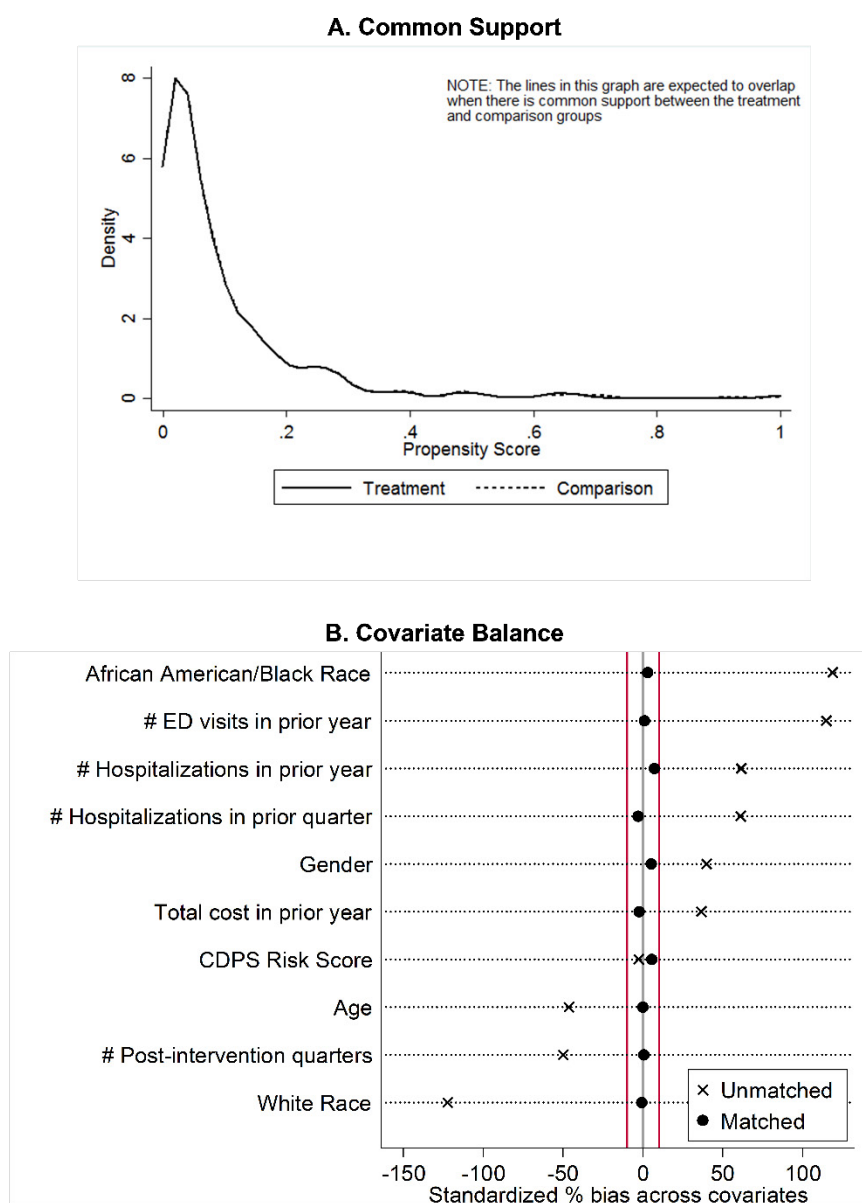 A. Common Support
NOTE: The lines in this graph are expected to overlap
when there is common support between the treatment
and comparison groups
8
6
4
2
0
Density
0 .2 .4 .6 .8 1
Propensity Score
Treatment Comparison
B. Covariate Balance
African American/Black Race
# ED visits in prior year
# Hospitalizations in prior year
# Hospitalizations in prior quarter
Gender
Total cost in prior year
CDPS Risk Score
Age
# Post-intervention quarters
White Race
Unmatched
Matched
-150 -100 -50 0 50 100
Standardized % bias across covariates